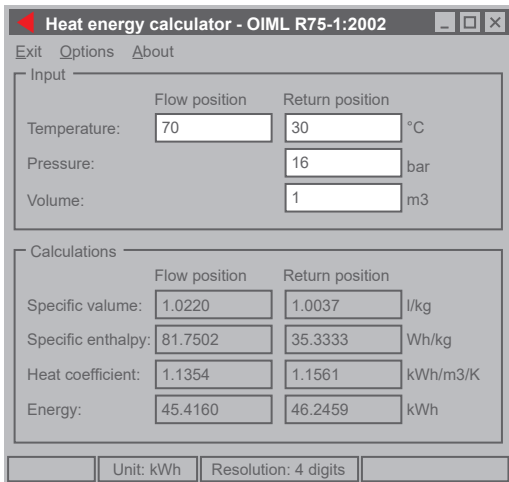 Heat energy calculator - OIML R75-1:2002
Exit Options About
Input
Flow position Return position
Temperature: 70 30 °C
Pressure: 16 bar
Volume: 1 m3
Calculations
Flow position Return position
Specific valume: 1.0220 1.0037 l/kg
Specific enthalpy: 81.7502 35.3333 Wh/kg
Heat coefficient: 1.1354 1.1561 kWh/m3/K
Energy: 45.4160 46.2459 kWh
Unit: kWh Resolution: 4 digits